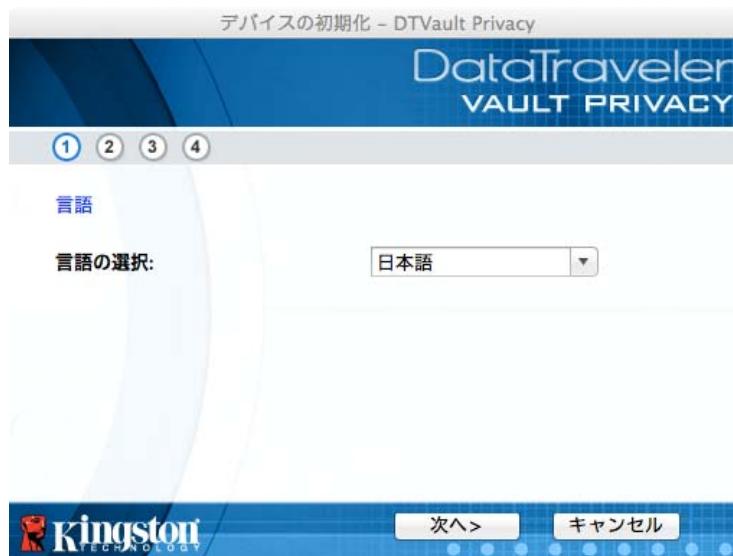 デバイスの初期化 – DTVault Privacy
DataTraveler
VAULT PRIVACY
1 2 3 4
言語
言語の選択:
日本語
Kingston
TECHNOLOGY
次へ>
キャンセル